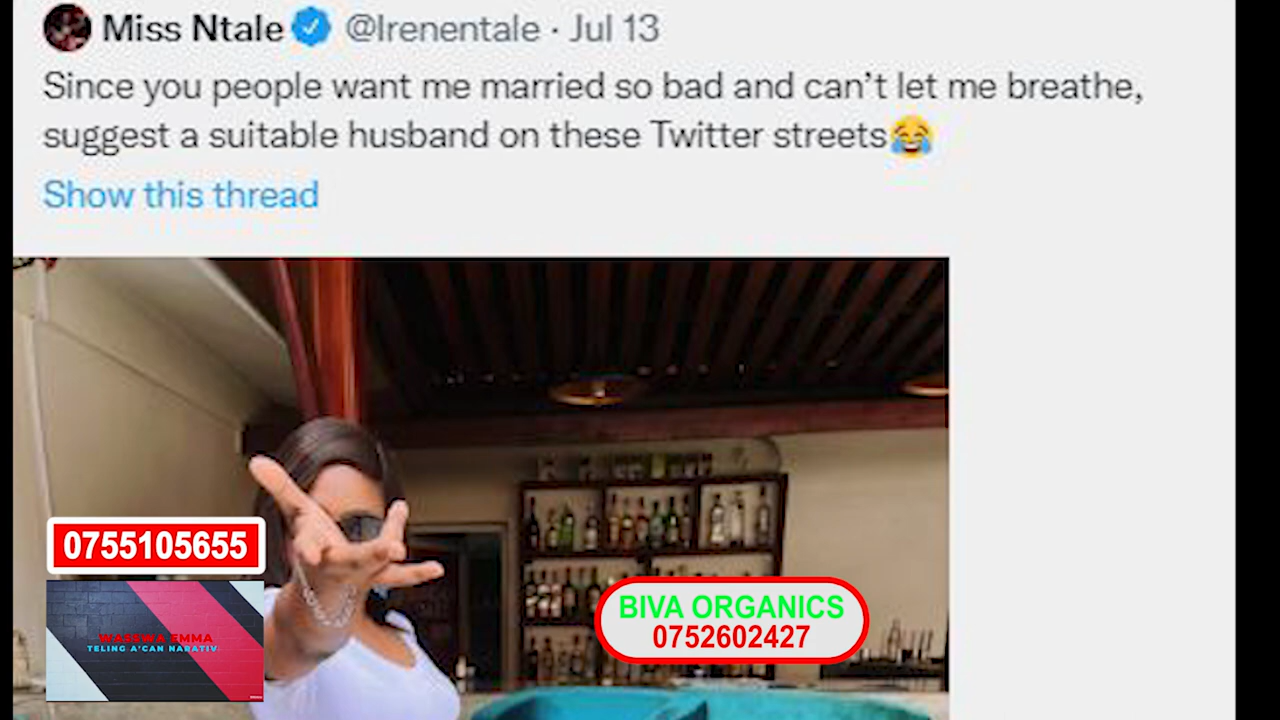 Miss Ntale @Irenentale · Jul 13
Since you people want me married so bad and can't let me breathe,
suggest a suitable husband on these Twitter streets😂
Show this thread
0755105655
WASSWA EMMA
TELING A'CAN NARATIV
BIVA ORGANICS
0752602427